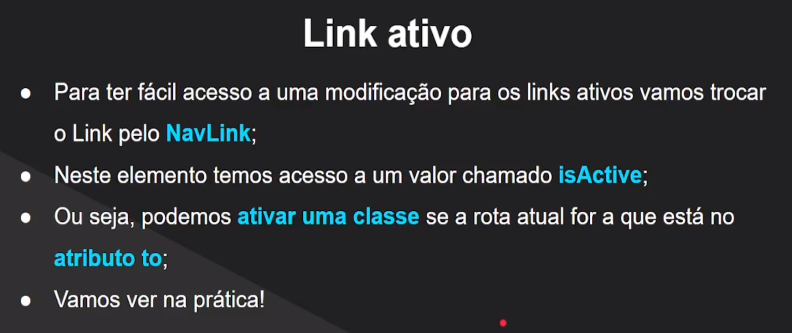 Link ativo
● Para ter fácil acesso a uma modificação para os links ativos vamos trocar
o Link pelo NavLink;
● Neste elemento temos acesso a um valor chamado isActive;
● Ou seja, podemos ativar uma classe se a rota atual for a que está no
atributo to;
● Vamos ver na prática!